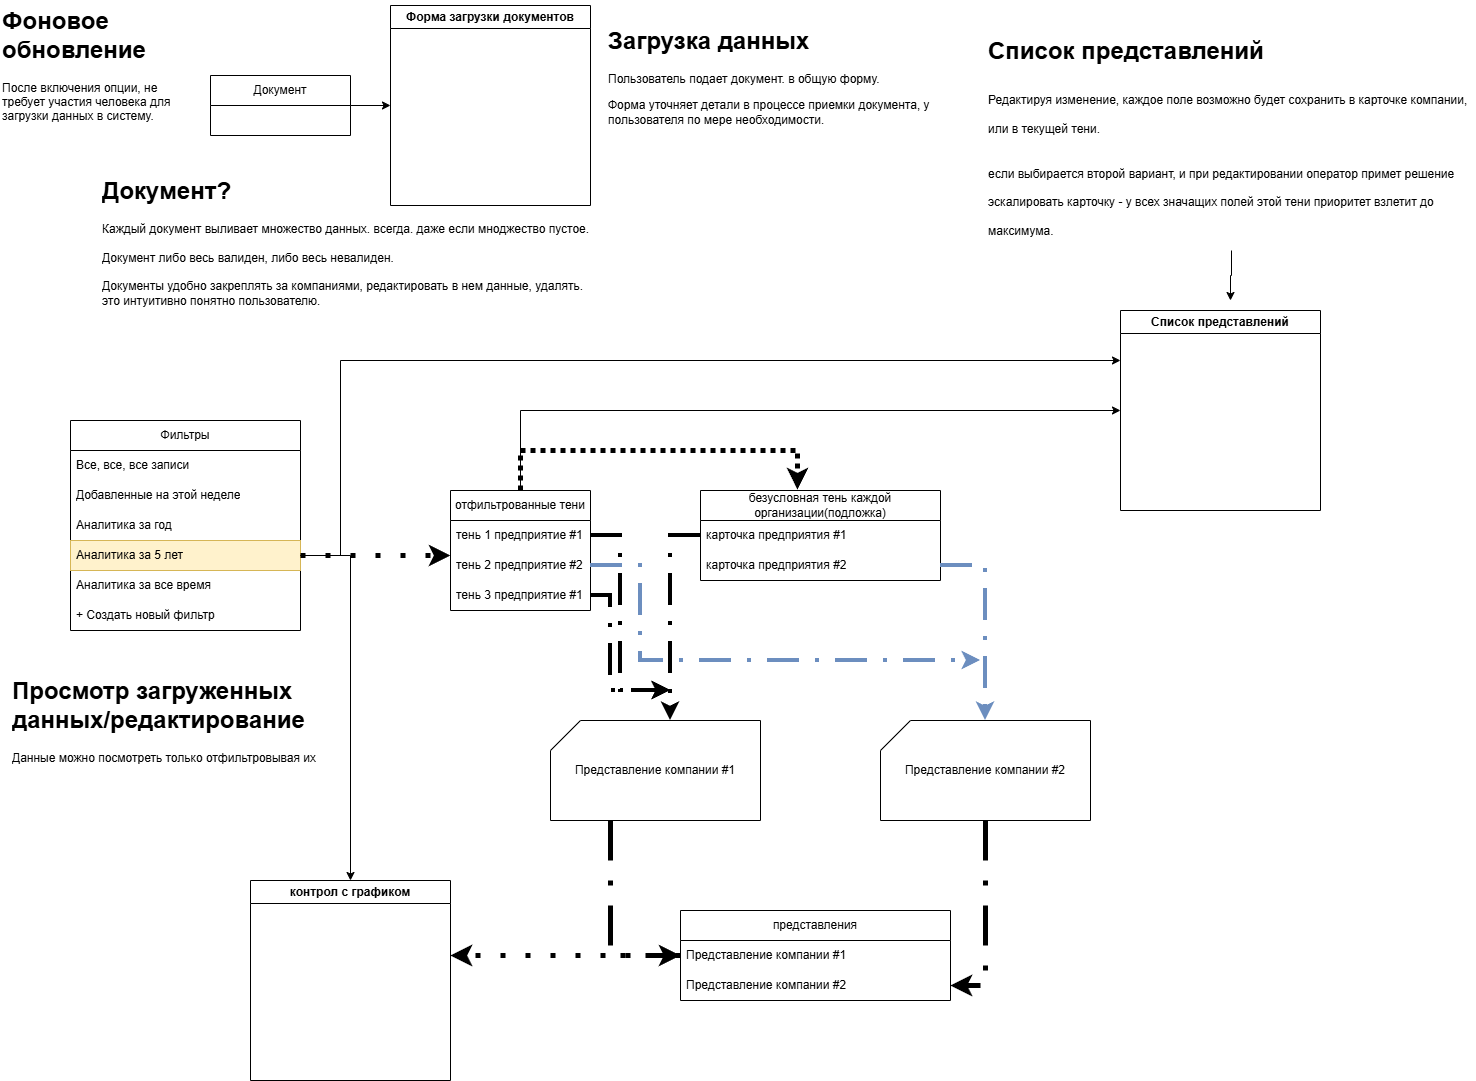 Фоновое
обновление
После включения опции, не
требует участия человека для
загрузки данных в систему.
Документ
Форма загрузки документов
Загрузка данных
Пользователь подает документ. в общую форму.
Форма уточняет детали в процессе приемки документа, у
пользователя по мере необходимости.
Список представлений
Редактируя изменение, каждое поле возможно будет сохранить в карточке компании,
или в текущей тени.
если выбирается второй вариант, и при редактировании оператор примет решение
эскалировать карточку - у всех значащих полей этой тени приоритет взлетит до
максимума.
Документ?
Каждый документ выливает множество данных. всегда. даже если мноджество пустое.
Документ либо весь валиден, либо весь невалиден.
Документы удобно закреплять за компаниями, редактировать в нем данные, удалять.
это интуитивно понятно пользователю.
Список представлений
Фильтры
Все, все, все записи
Добавленные на этой неделе
Аналитика за год
Аналитика за 5 лет
Аналитика за все время
+ Создать новый фильтр
отфильтрованные тени
тень 1 предприятие #1
тень 2 предприятие #2
тень 3 предприятие #1
безусловная тень каждой
организации(подложка)
карточка предприятия #1
карточка предприятия #2
Просмотр загруженных
данных/редактирование
Данные можно посмотреть только отфильтровывая их
Представление компании #1
Представление компании #2
контрол с графиком
представления
Представление компании #1
Представление компании #2